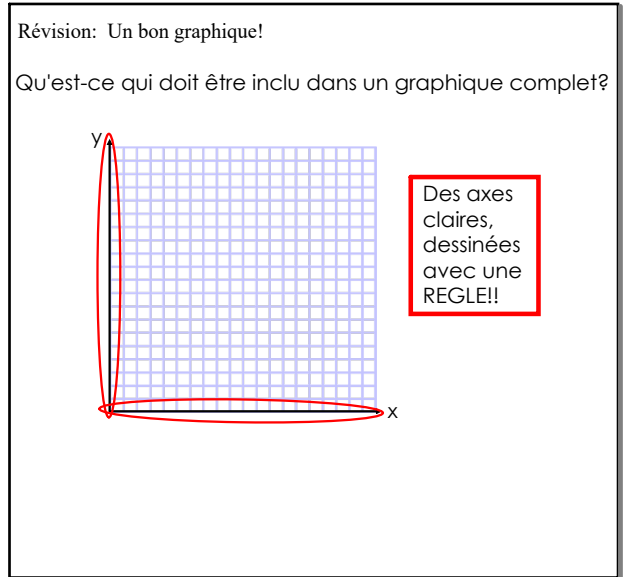 Révision:  Un bon graphique!
Qu'est-ce qui doit être inclu dans un graphique complet?
y
Des axes
claires,
dessinées
avec une
REGLE!!
x